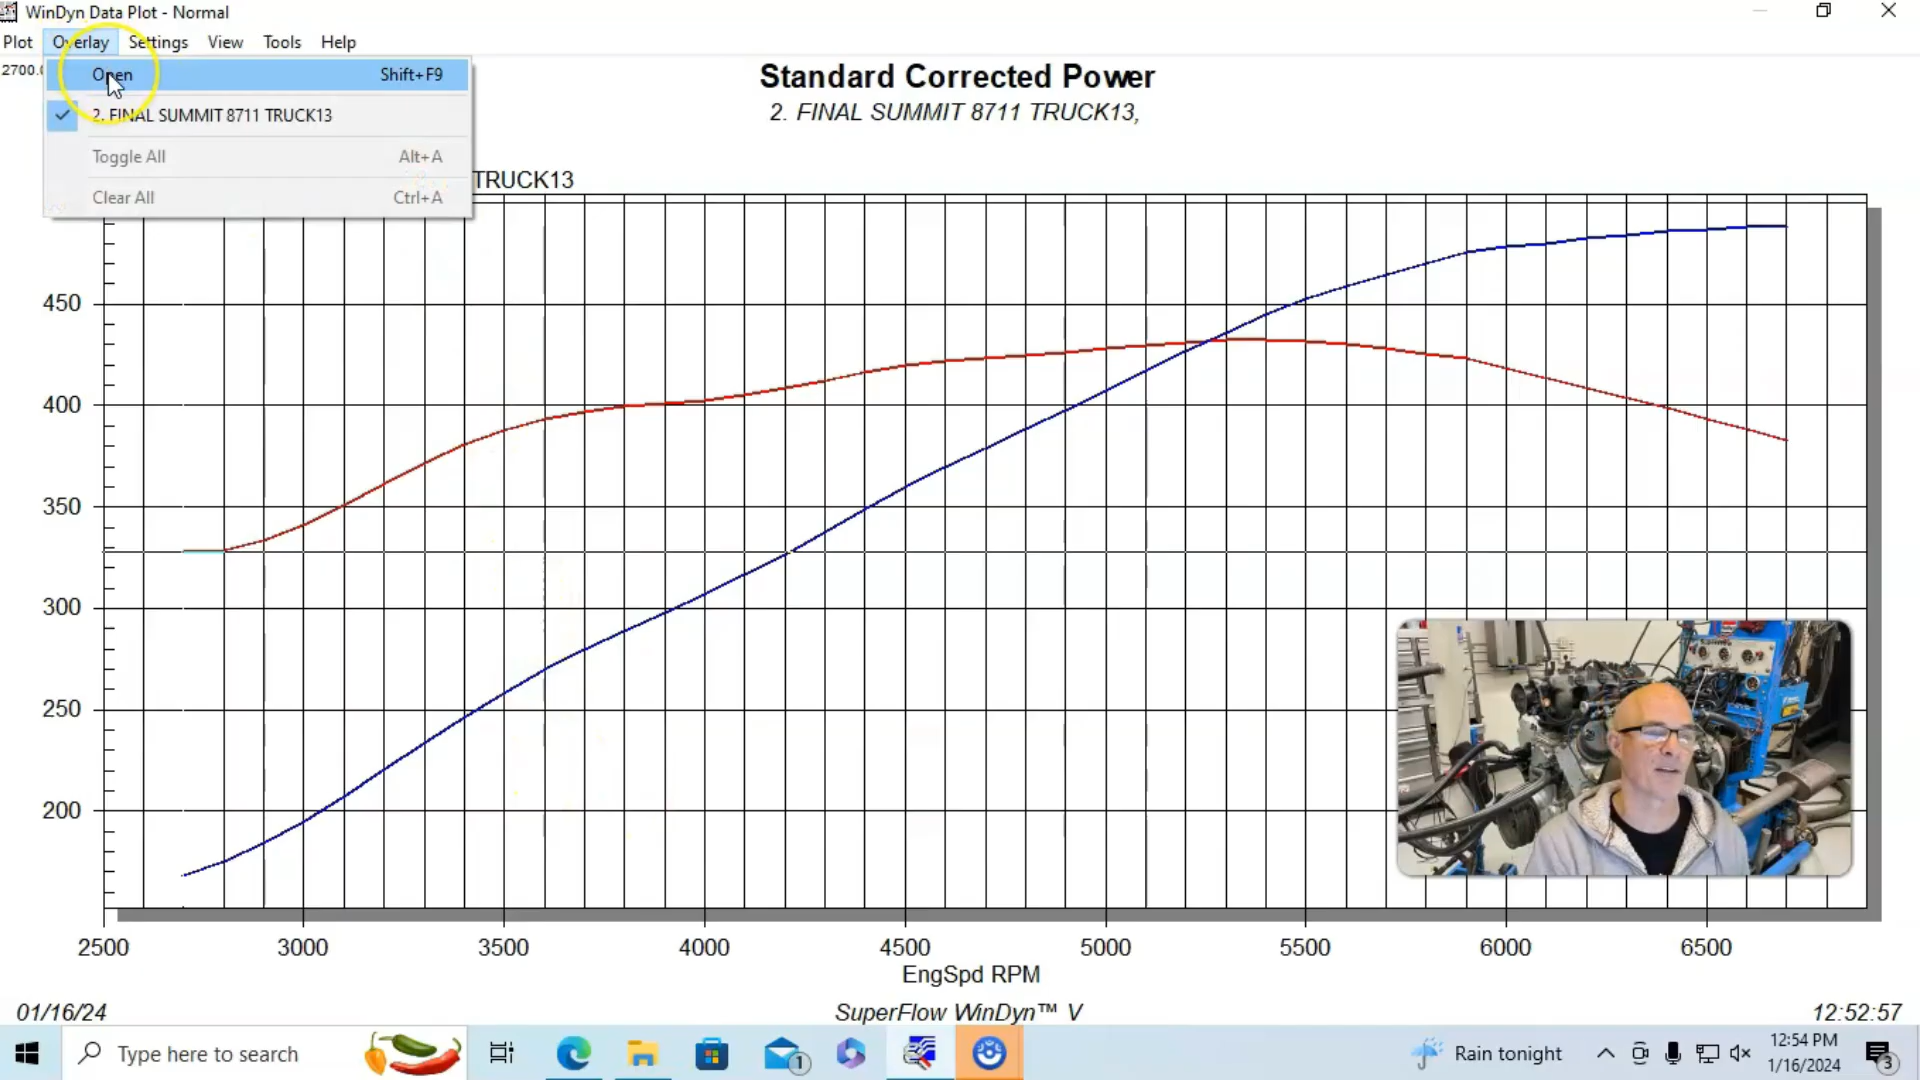 WinDyn Data Plot - Normal
Plot Overlay Settings View Tools Help
2700.0
Open Shift+F9
2. FINAL SUMMIT 8711 TRUCK13
Toggle All Alt+A
Clear All Ctrl+A
Standard Corrected Power
2. FINAL SUMMIT 8711 TRUCK13,
TRUCK13
450
400
350
300
250
200
2500 3000 3500 4000 4500 5000 5500 6000 6500
EngSpd RPM
01/16/24 SuperFlow WinDyn™ V 12:52:57
Type here to search
1
Rain tonight
12:54 PM
1/16/2024
3